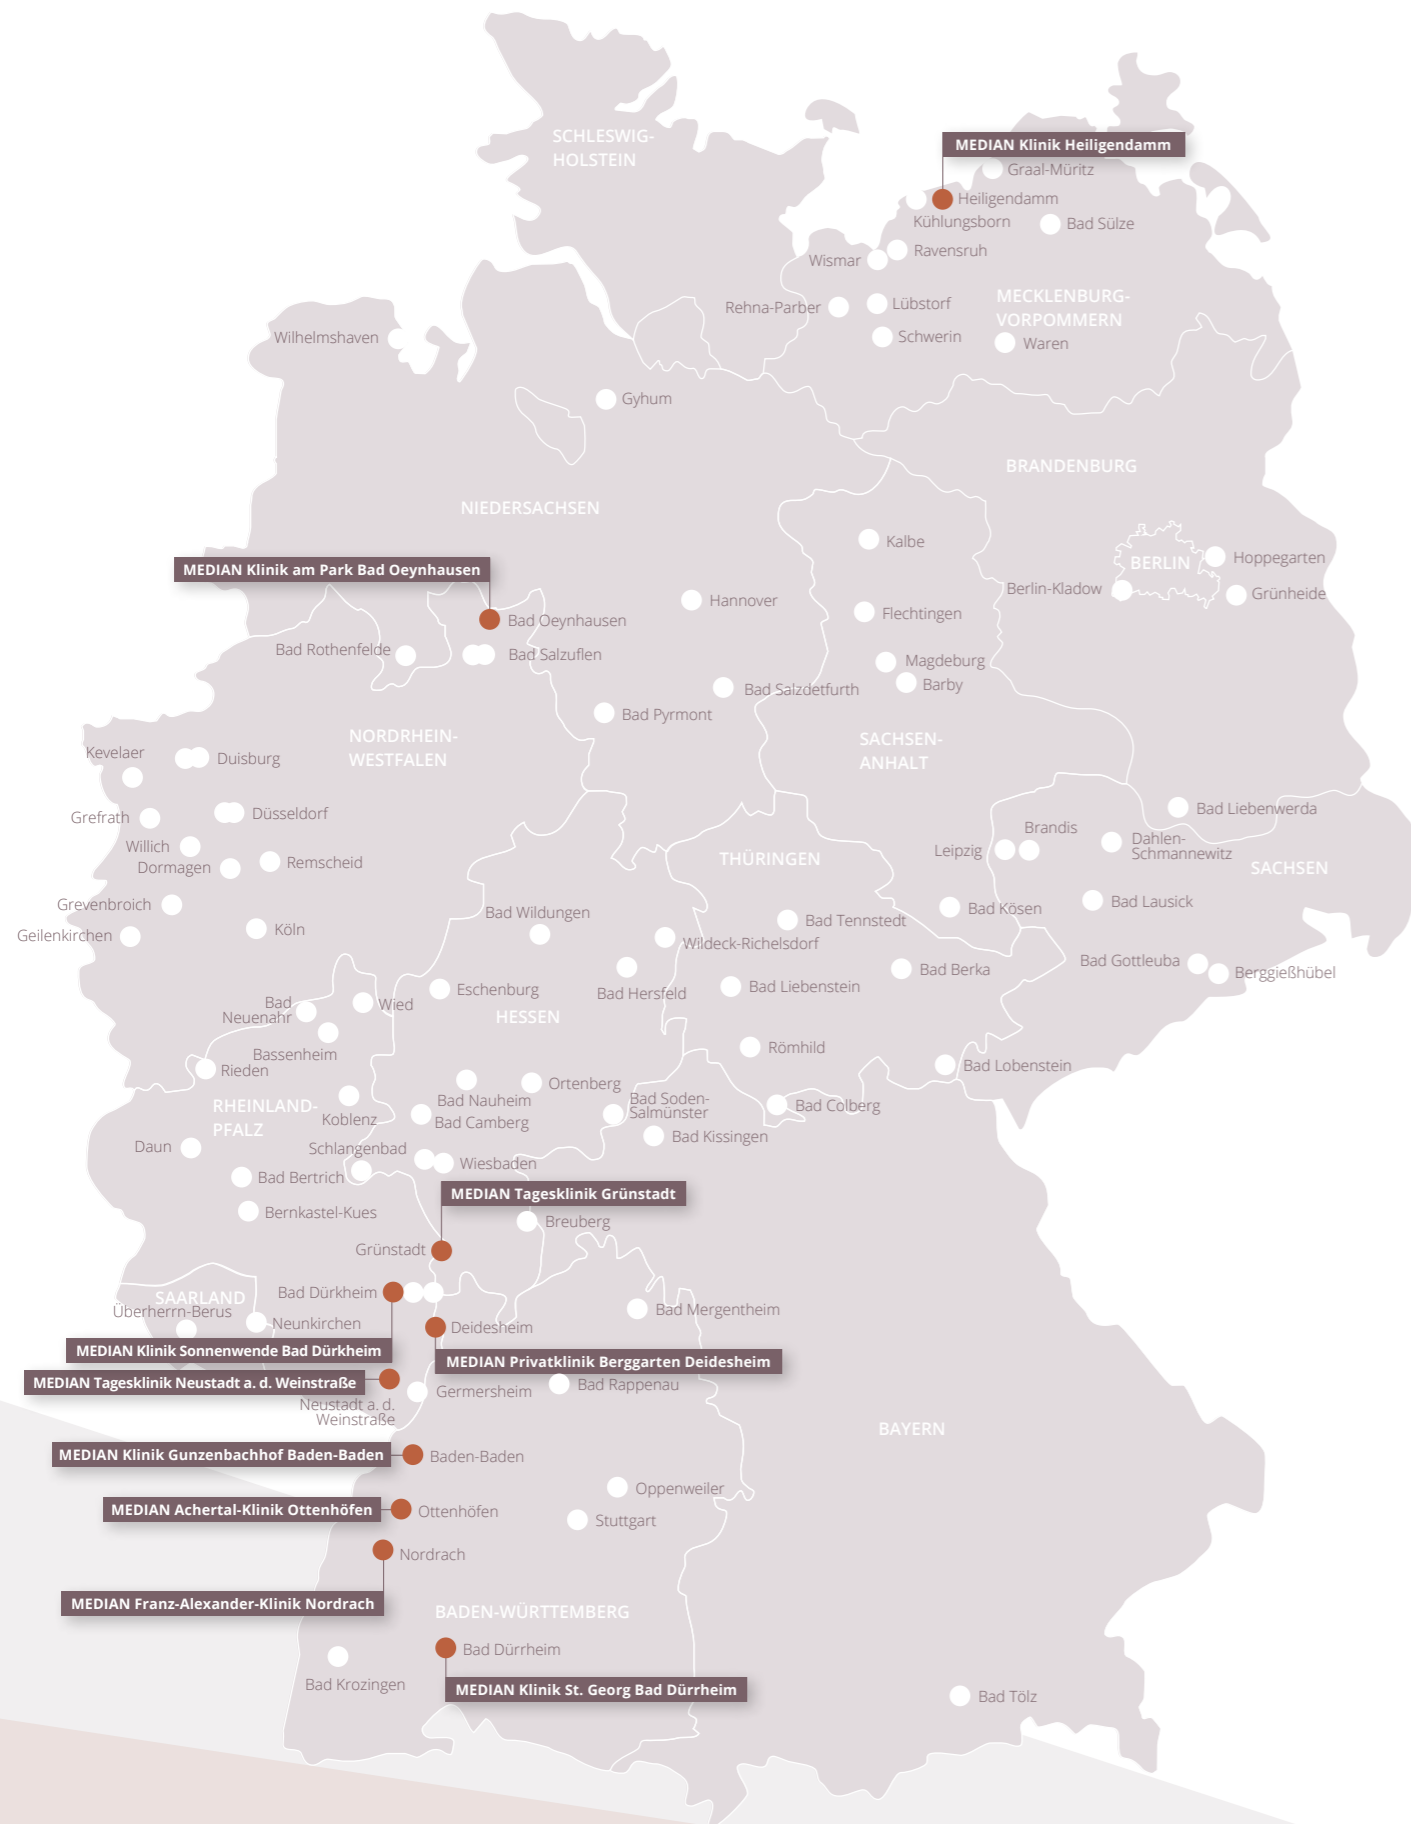 SCHLESWIG-
HOLSTEIN
MEDIAN Klinik Heiligendamm
Graal-Müritz
Heiligendamm
Kühlungsborn
Bad Sülze
Ravensruh
Wismar
MECKLENBURG-
VORPOMMERN
Rehna-Parber
Lübstorf
Schwerin
Waren
Wilhelmshaven
Gyhum
BRANDENBURG
NIEDERSACHSEN
Kalbe
BERLIN
Hoppegarten
MEDIAN Klinik am Park Bad Oeynhausen
Berlin-Kladow
Grünheide
Hannover
Flechtingen
Bad Oeynhausen
Bad Rothenfelde
Bad Salzuflen
Magdeburg
Barby
Bad Salzdetfurth
Bad Pyrmont
NORDRHEIN-
WESTFALEN
SACHSEN-
ANHALT
Kevelaer
Duisburg
Bad Liebenwerda
Grefrath
Düsseldorf
Brandis
Dahlen-
Schmannewitz
Willich
Leipzig
Dormagen
Remscheid
THÜRINGEN
SACHSEN
Grevenbroich
Bad Wildungen
Bad Kösen
Bad Lausick
Bad Tennstedt
Geilenkirchen
Köln
Wildeck-Richelsdorf
Bad Berka
Bad Gottleuba
Berggießhübel
Eschenburg
Bad Hersfeld
Bad Liebenstein
Bad
Neuenahr
Wied
HESSEN
Bassenheim
Römhild
Rieden
Bad Lobenstein
Ortenberg
Bad Nauheim
Bad Soden-
Salmünster
RHEINLAND-
PFALZ
Koblenz
Bad Camberg
Bad Colberg
Bad Kissingen
Daun
Schlangenbad
Wiesbaden
Bad Bertrich
MEDIAN Tagesklinik Grünstadt
Bernkastel-Kues
Breuberg
Grünstadt
SAARLAND
Bad Dürkheim
Überherrn-Berus
Bad Mergentheim
Neunkirchen
Deidesheim
MEDIAN Klinik Sonnenwende Bad Dürkheim
MEDIAN Privatklinik Berggarten Deidesheim
MEDIAN Tagesklinik Neustadt a. d. Weinstraße
Bad Rappenau
Germersheim
Neustadt a. d.
Weinstraße
BAYERN
MEDIAN Klinik Gunzenbachhof Baden-Baden
Baden-Baden
Oppenweiler
MEDIAN Achertal-Klinik Ottenhöfen
Ottenhöfen
Stuttgart
Nordrach
MEDIAN Franz-Alexander-Klinik Nordrach
BADEN-WÜRTTEMBERG
Bad Dürrheim
Bad Krozingen
MEDIAN Klinik St. Georg Bad Dürrheim
Bad Tölz